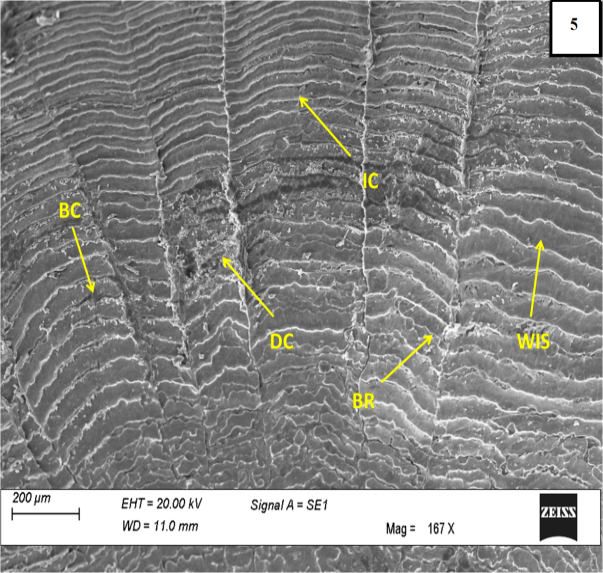 5
IC
BC
DC
WIS
BR
200 µm
EHT = 20.00 kV
Signal A = SE1
WD = 11.0 mm
Mag = 167 X
ZEISS